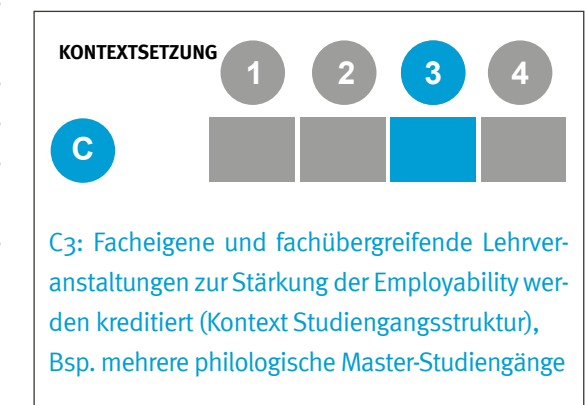 KONTEXTSETZUNG 1 2 3 4
C
C3: Facheigene und fachübergreifende Lehrver-
anstaltungen zur Stärkung der Employability wer-
den kreditiert (Kontext Studiengangsstruktur),
Bsp. mehrere philologische Master-Studiengänge